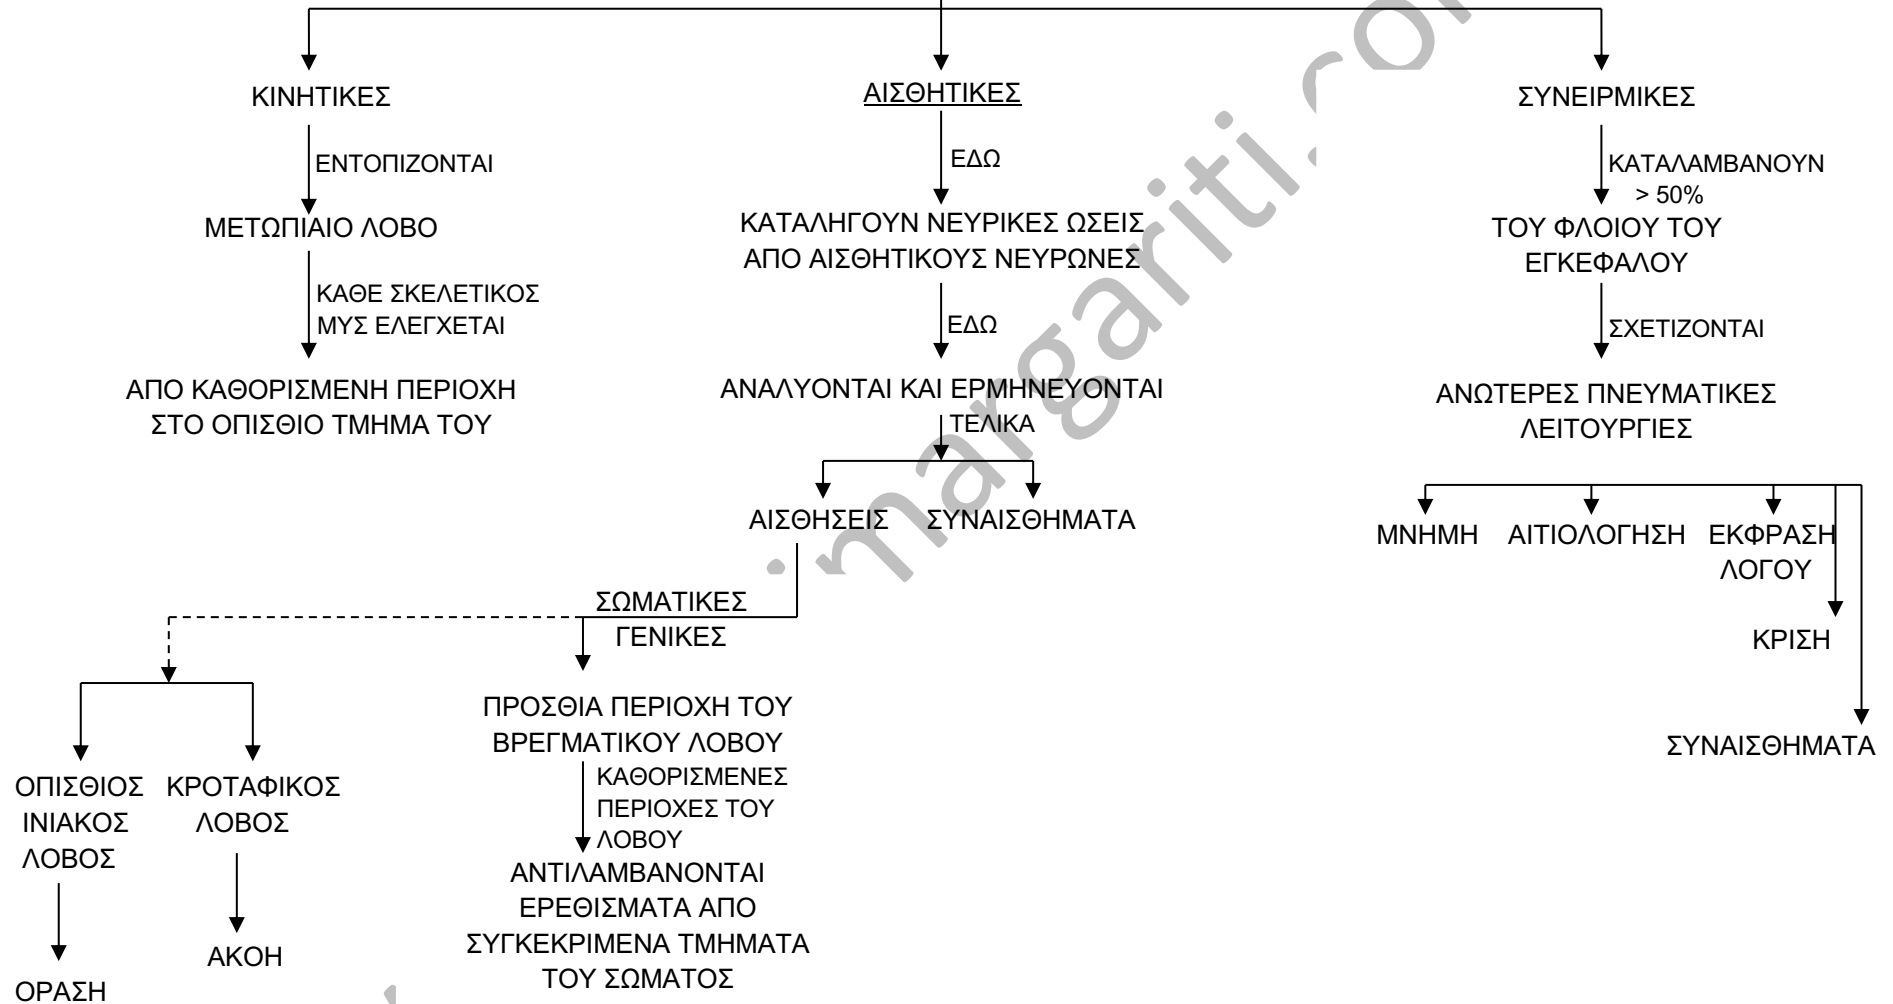 ΚΙΝΗΤΙΚΕΣ
ΕΝΤΟΠΙΖΟΝΤΑΙ
ΜΕΤΩΠΙΑΙΟ ΛΟΒΟ
ΚΑΘΕ ΣΚΕΛΕΤΙΚΟΣ
ΜΥΣ ΕΛΕΓΧΕΤΑΙ
ΑΠΟ ΚΑΘΟΡΙΣΜΕΝΗ ΠΕΡΙΟΧΗ
ΣΤΟ ΟΠΙΣΘΙΟ ΤΜΗΜΑ ΤΟΥ
ΑΙΣΘΗΤΙΚΕΣ
ΕΔΩ
ΚΑΤΑΛΗΓΟΥΝ ΝΕΥΡΙΚΕΣ ΩΣΕΙΣ
ΑΠΟ ΑΙΣΘΗΤΙΚΟΥΣ ΝΕΥΡΩΝΕΣ
ΕΔΩ
ΑΝΑΛΥΟΝΤΑΙ ΚΑΙ ΕΡΜΗΝΕΥΟΝΤΑΙ
ΤΕΛΙΚΑ
ΑΙΣΘΗΣΕΙΣ ΣΥΝΑΙΣΘΗΜΑΤΑ
ΣΩΜΑΤΙΚΕΣ
ΓΕΝΙΚΕΣ
ΠΡΟΣΘΙΑ ΠΕΡΙΟΧΗ ΤΟΥ
ΒΡΕΓΜΑΤΙΚΟΥ ΛΟΒΟΥ
ΚΑΘΟΡΙΣΜΕΝΕΣ
ΠΕΡΙΟΧΕΣ ΤΟΥ
ΛΟΒΟΥ
ΑΝΤΙΛΑΜΒΑΝΟΝΤΑΙ
ΕΡΕΘΙΣΜΑΤΑ ΑΠΟ
ΣΥΓΚΕΚΡΙΜΕΝΑ ΤΜΗΜΑΤΑ
ΤΟΥ ΣΩΜΑΤΟΣ
ΟΠΙΣΘΙΟΣ
ΙΝΙΑΚΟΣ
ΛΟΒΟΣ
ΟΡΑΣΗ
ΚΡΟΤΑΦΙΚΟΣ
ΛΟΒΟΣ
ΑΚΟΗ
ΣΥΝΕΙΡΜΙΚΕΣ
ΚΑΤΑΛΑΜΒΑΝΟΥΝ
> 50%
ΤΟΥ ΦΛΟΙΟΥ ΤΟΥ
ΕΓΚΕΦΑΛΟΥ
ΣΧΕΤΙΖΟΝΤΑΙ
ΑΝΩΤΕΡΕΣ ΠΝΕΥΜΑΤΙΚΕΣ
ΛΕΙΤΟΥΡΓΙΕΣ
ΜΝΗΜΗ ΑΙΤΙΟΛΟΓΗΣΗ ΕΚΦΡΑΣΗ
ΛΟΓΟΥ
ΚΡΙΣΗ
ΣΥΝΑΙΣΘΗΜΑΤΑ